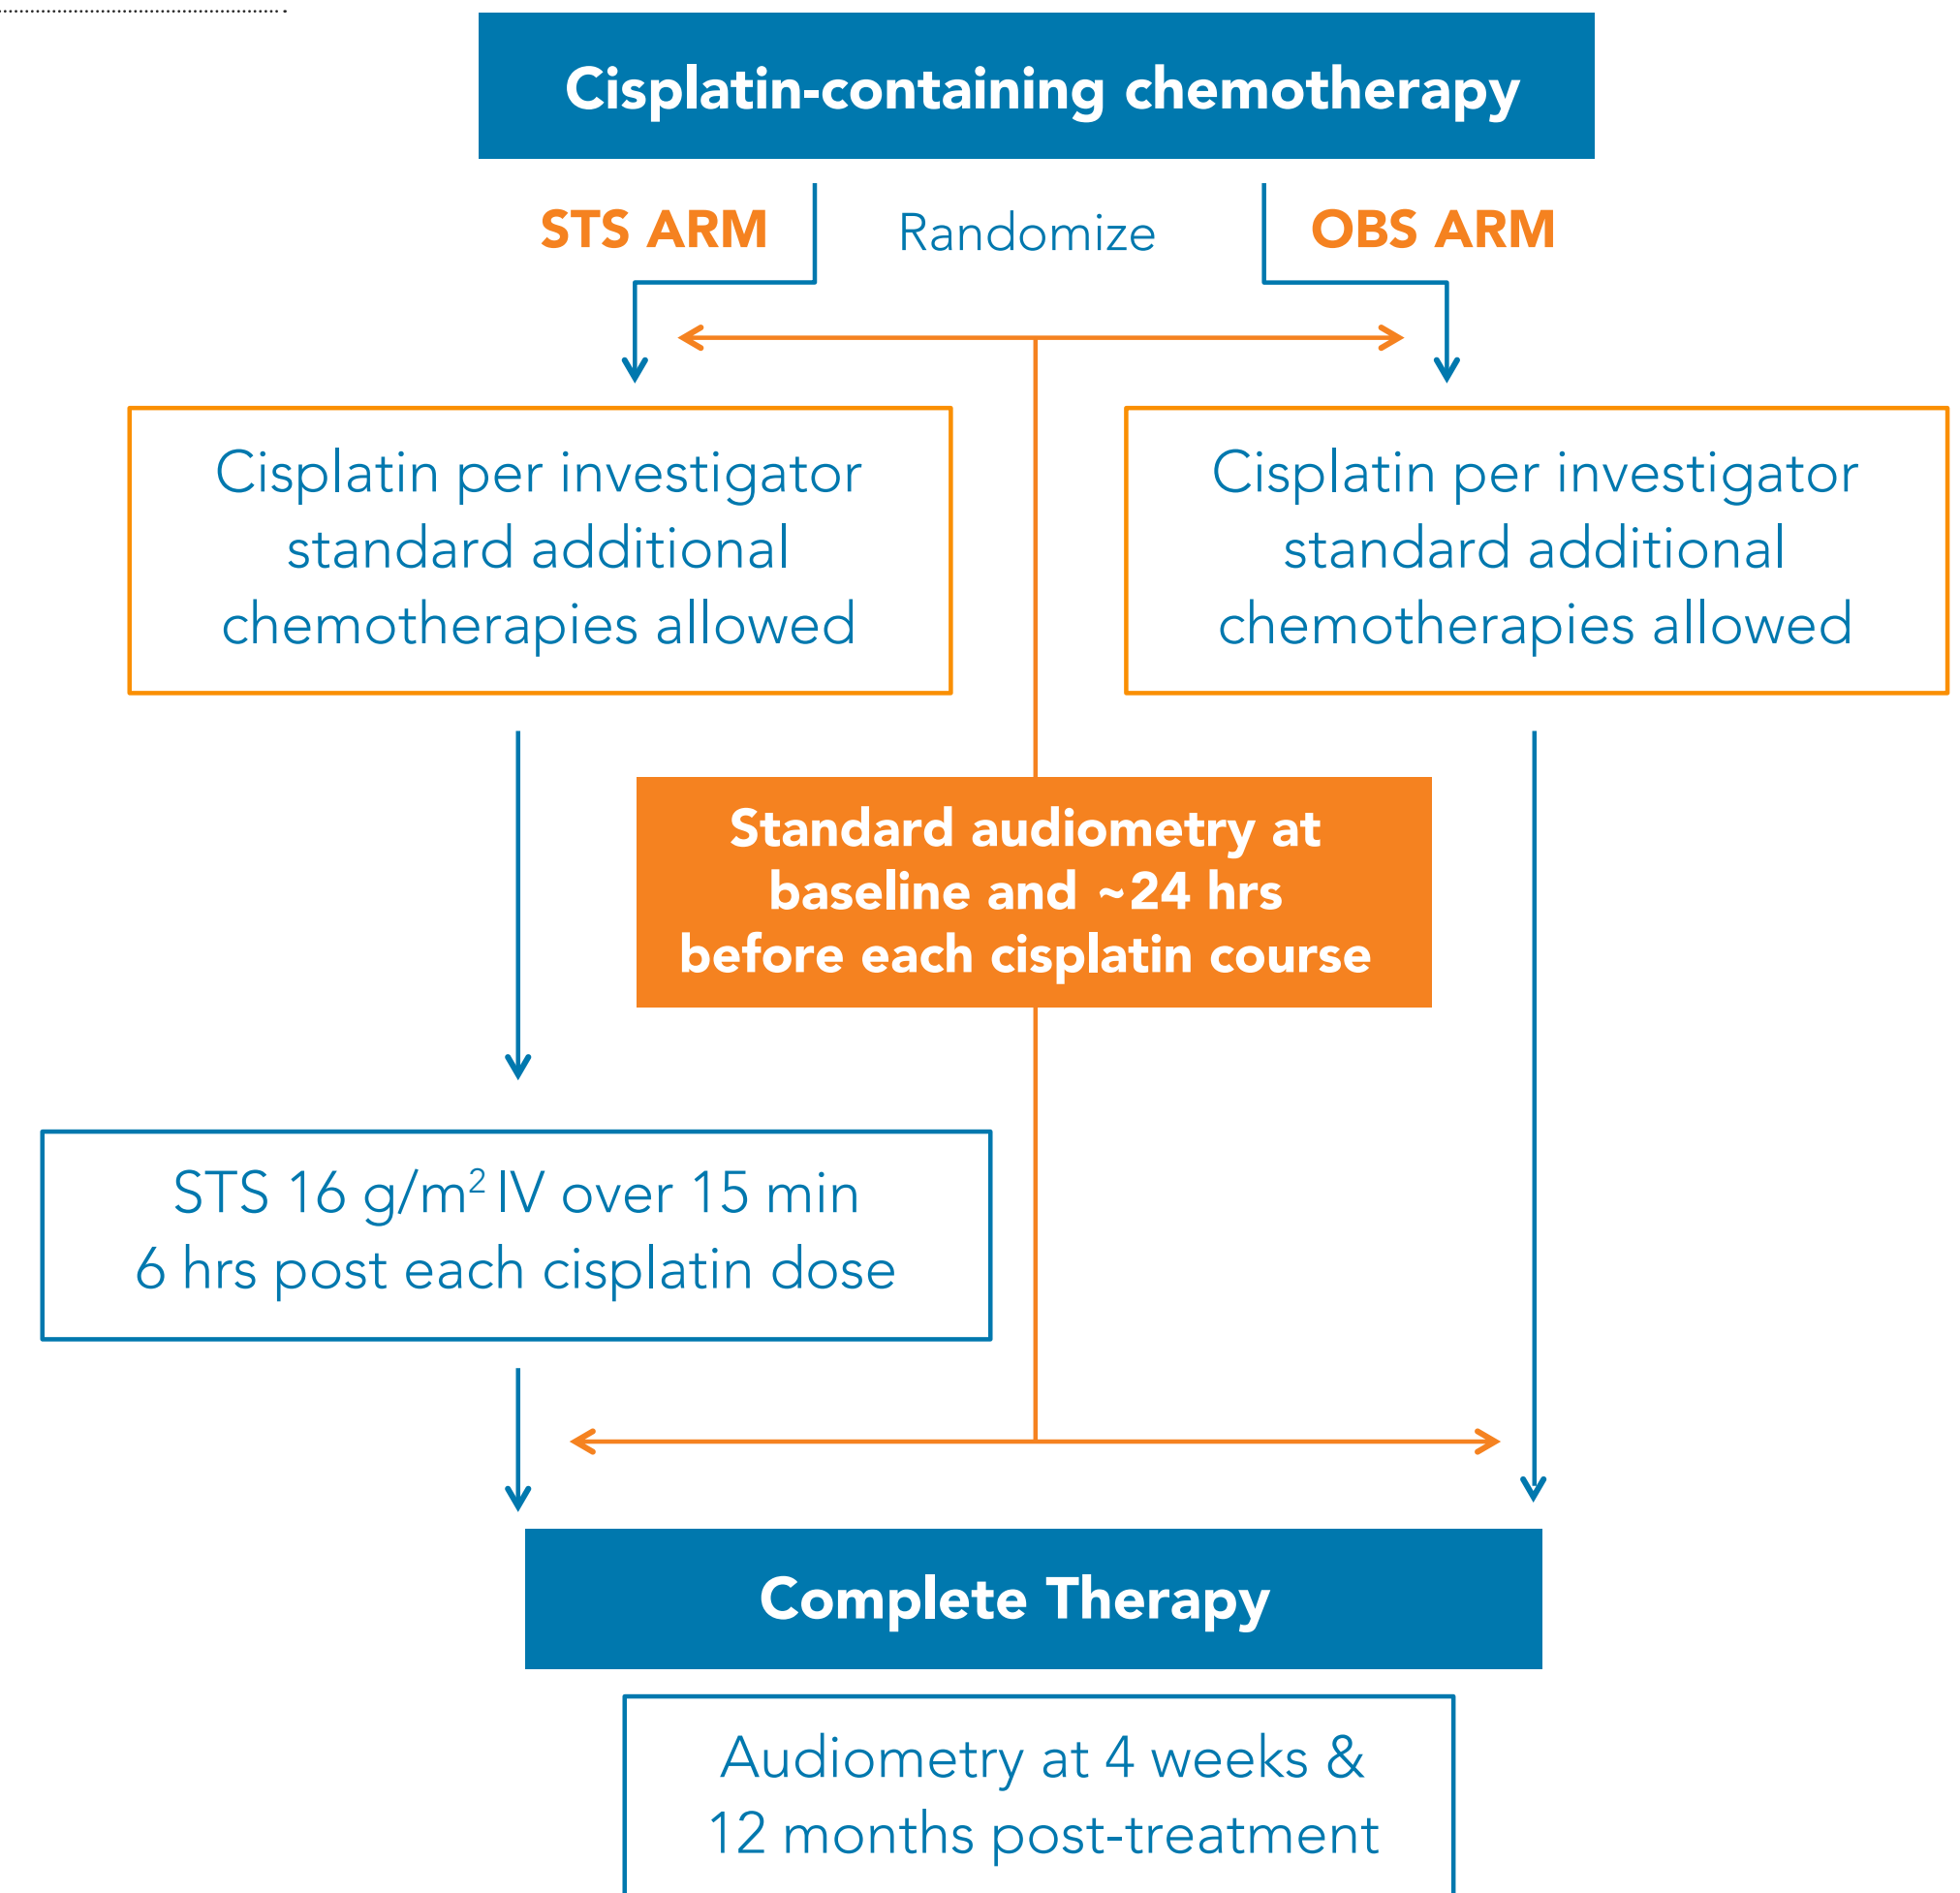 Cisplatin-containing chemotherapy
STS ARM
Randomize
OBS ARM
Cisplatin per investigator
standard additional
chemotherapies allowed
Cisplatin per investigator
standard additional
chemotherapies allowed
Standard audiometry at
baseline and ~24 hrs
before each cisplatin course
STS 16 g/m² IV over 15 min
6 hrs post each cisplatin dose
Complete Therapy
Audiometry at 4 weeks &
12 months post-treatment